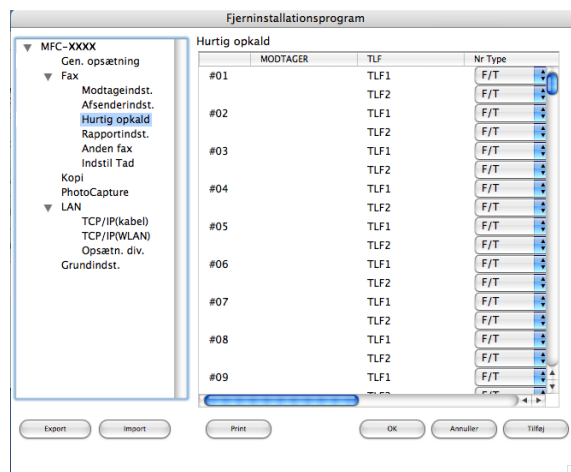 Fjerninstallationsprogram
MFC-XXXX
Gen. opsætning
Fax
Modtageindst.
Afsenderindst.
Hurtig opkald
Rapportindst.
Anden fax
Indstil Tad
Kopi
PhotoCapture
LAN
TCP/IP(kabel)
TCP/IP(WLAN)
Opsætn. div.
Grundindst.
Hurtig opkald
MODTAGER TLF Nr Type
#01 TLF1 F/T
TLF2 F/T
#02 TLF1 F/T
TLF2 F/T
#03 TLF1 F/T
TLF2 F/T
#04 TLF1 F/T
TLF2 F/T
#05 TLF1 F/T
TLF2 F/T
#06 TLF1 F/T
TLF2 F/T
#07 TLF1 F/T
TLF2 F/T
#08 TLF1 F/T
TLF2 F/T
#09 TLF1 F/T
Export Import Print OK Annuller Tilføj